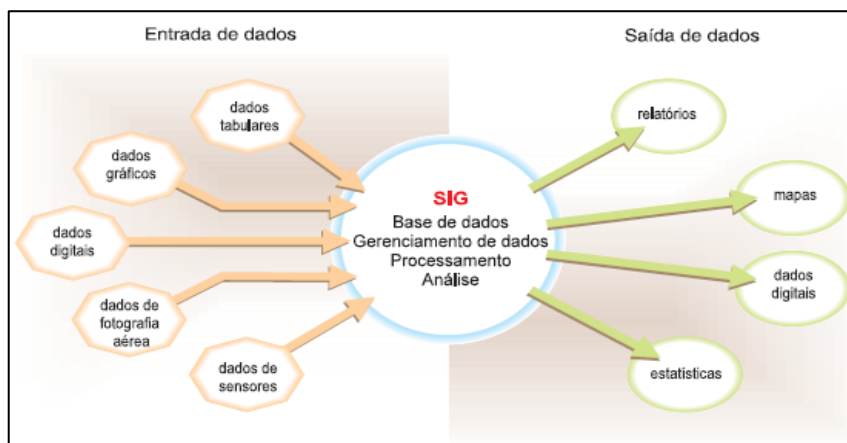 Entrada de dados
Saída de dados
dados
tabulares
dados
gráficos
dados
digitais
dados de
fotografia
aérea
dados de
sensores
SIG
Base de dados
Gerenciamento de dados
Processamento
Análise
relatórios
mapas
dados
digitais
estatísticas